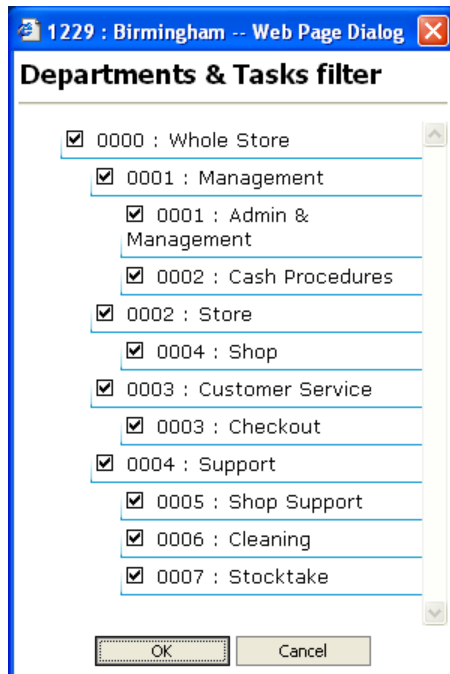 1229 : Birmingham -- Web Page Dialog
Departments & Tasks filter
0000 : Whole Store
0001 : Management
0001 : Admin &
Management
0002 : Cash Procedures
0002 : Store
0004 : Shop
0003 : Customer Service
0003 : Checkout
0004 : Support
0005 : Shop Support
0006 : Cleaning
0007 : Stocktake
OK Cancel